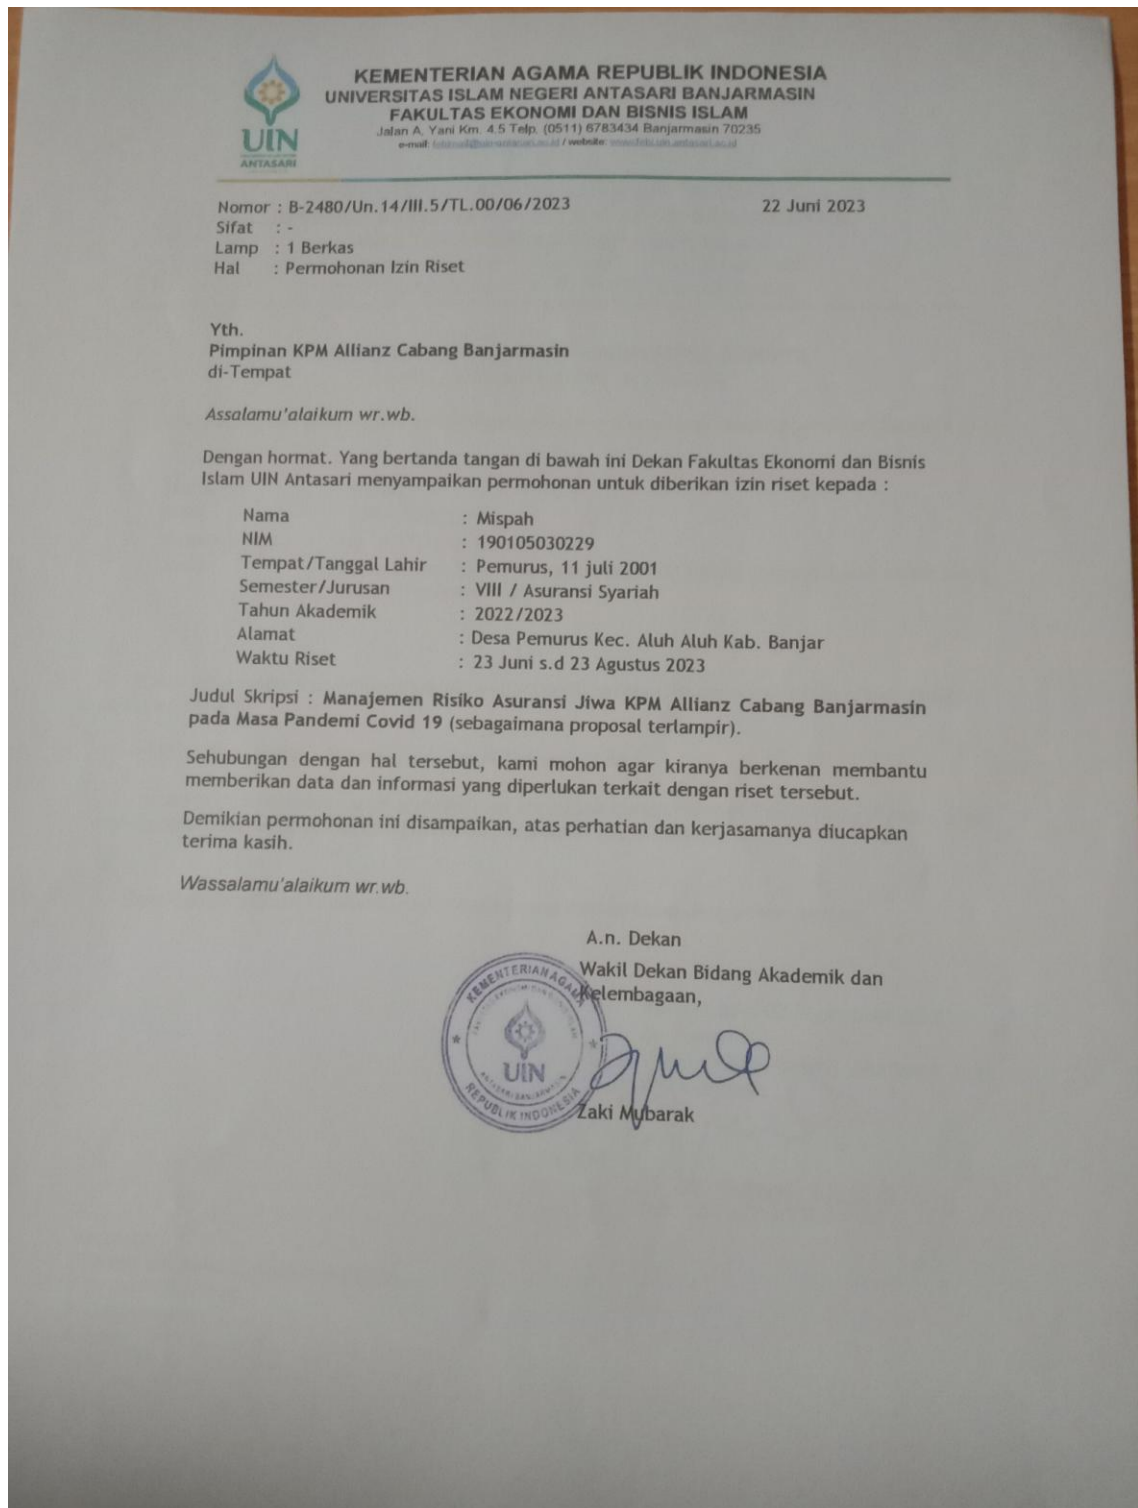 KEMENTERIAN AGAMA REPUBLIK INDONESIA
UNIVERSITAS ISLAM NEGERI ANTASARI BANJARMASIN
FAKULTAS EKONOMI DAN BISNIS ISLAM
Jalan A. Yani Km. 4.5 Telp. (0511) 6783434 Banjarmasin 70235
e-mail: / website:
UIN
ANTASARI
Nomor : B-2480/Un.14/III.5/TL.00/06/2023 22 Juni 2023
Sifat : -
Lamp : 1 Berkas
Hal : Permohonan Izin Riset
Yth.
Pimpinan KPM Allianz Cabang Banjarmasin
di-Tempat
Assalamu'alaikum wr.wb.
Dengan hormat. Yang bertanda tangan di bawah ini Dekan Fakultas Ekonomi dan Bisnis
Islam UIN Antasari menyampaikan permohonan untuk diberikan izin riset kepada :
Nama : Mispah
NIM : 190105030229
Tempat/Tanggal Lahir : Pemurus, 11 juli 2001
Semester/Jurusan : VIII / Asuransi Syariah
Tahun Akademik : 2022/2023
Alamat : Desa Pemurus Kec. Aluh Aluh Kab. Banjar
Waktu Riset : 23 Juni s.d 23 Agustus 2023
Judul Skripsi : Manajemen Risiko Asuransi Jiwa KPM Allianz Cabang Banjarmasin
pada Masa Pandemi Covid 19 (sebagaimana proposal terlampir).
Sehubungan dengan hal tersebut, kami mohon agar kiranya berkenan membantu
memberikan data dan informasi yang diperlukan terkait dengan riset tersebut.
Demikian permohonan ini disampaikan, atas perhatian dan kerjasamanya diucapkan
terima kasih.
Wassalamu'alaikum wr.wb.
A.n. Dekan
Wakil Dekan Bidang Akademik dan
Kelembagaan,
KEMENTERIAN AGAMA
UIN
REPUBLIK INDONESIA
Zaki Mubarak